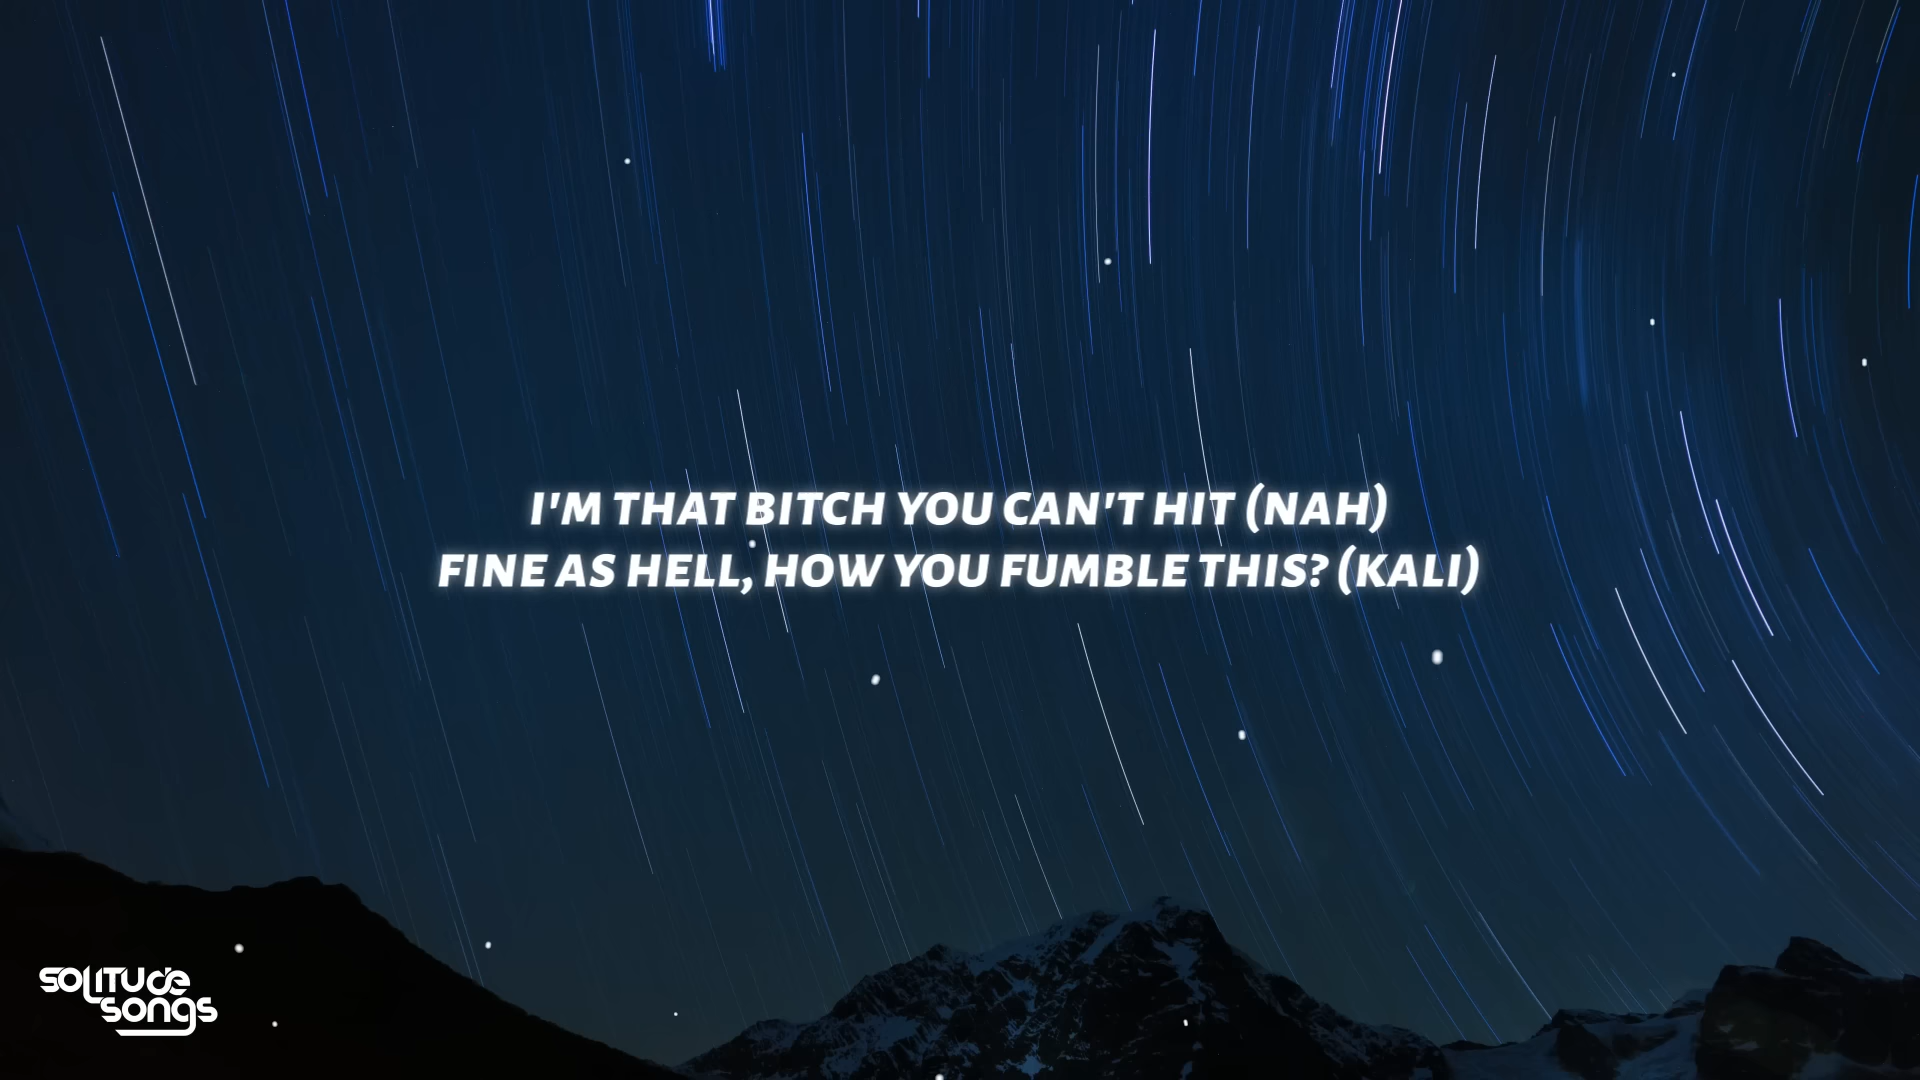 I'M THAT BITCH YOU CAN'T HIT (NAH)
FINE AS HELL, HOW YOU FUMBLE THIS? (KALI)
SOLITUDE
SONGS